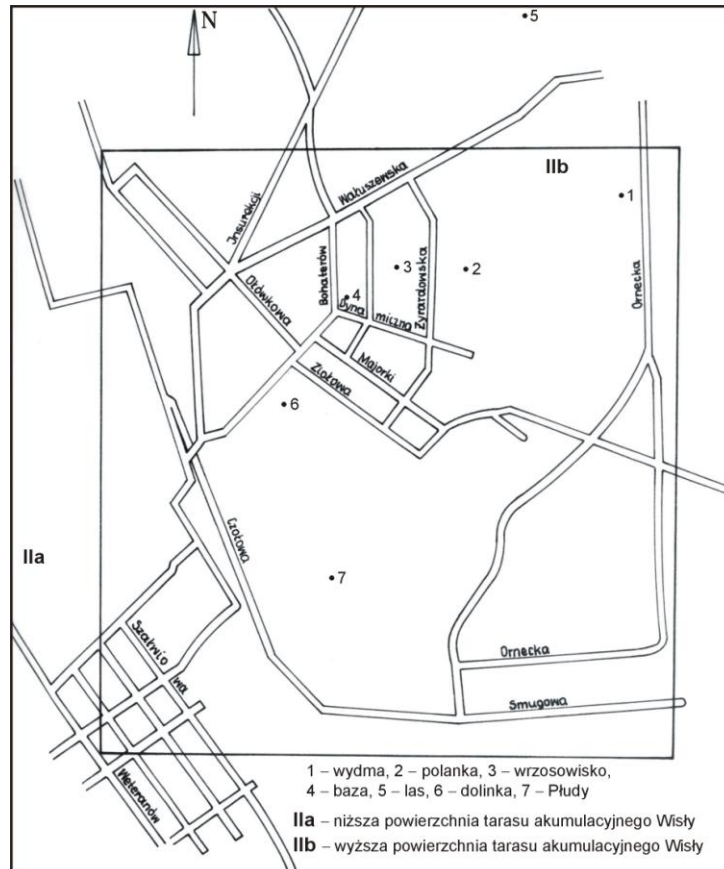 N
5
IIb
1
Insurekcji
Wałuszewska
Bohaterów
3
2
4
Dyna
miczna
Żyrardowska
Ornecka
Ołówkowa
Majorki
Ziołowa
6
Czołowa
IIa
7
Szałwio
wa
Ornecka
Smugowa
Weteranów
1 – wydma, 2 – polanka, 3 – wrzosowisko,
4 – baza, 5 – las, 6 – dolinka, 7 – Płudy
IIa – niższa powierzchnia tarasu akumulacyjnego Wisły
IIb – wyższa powierzchnia tarasu akumulacyjnego Wisły